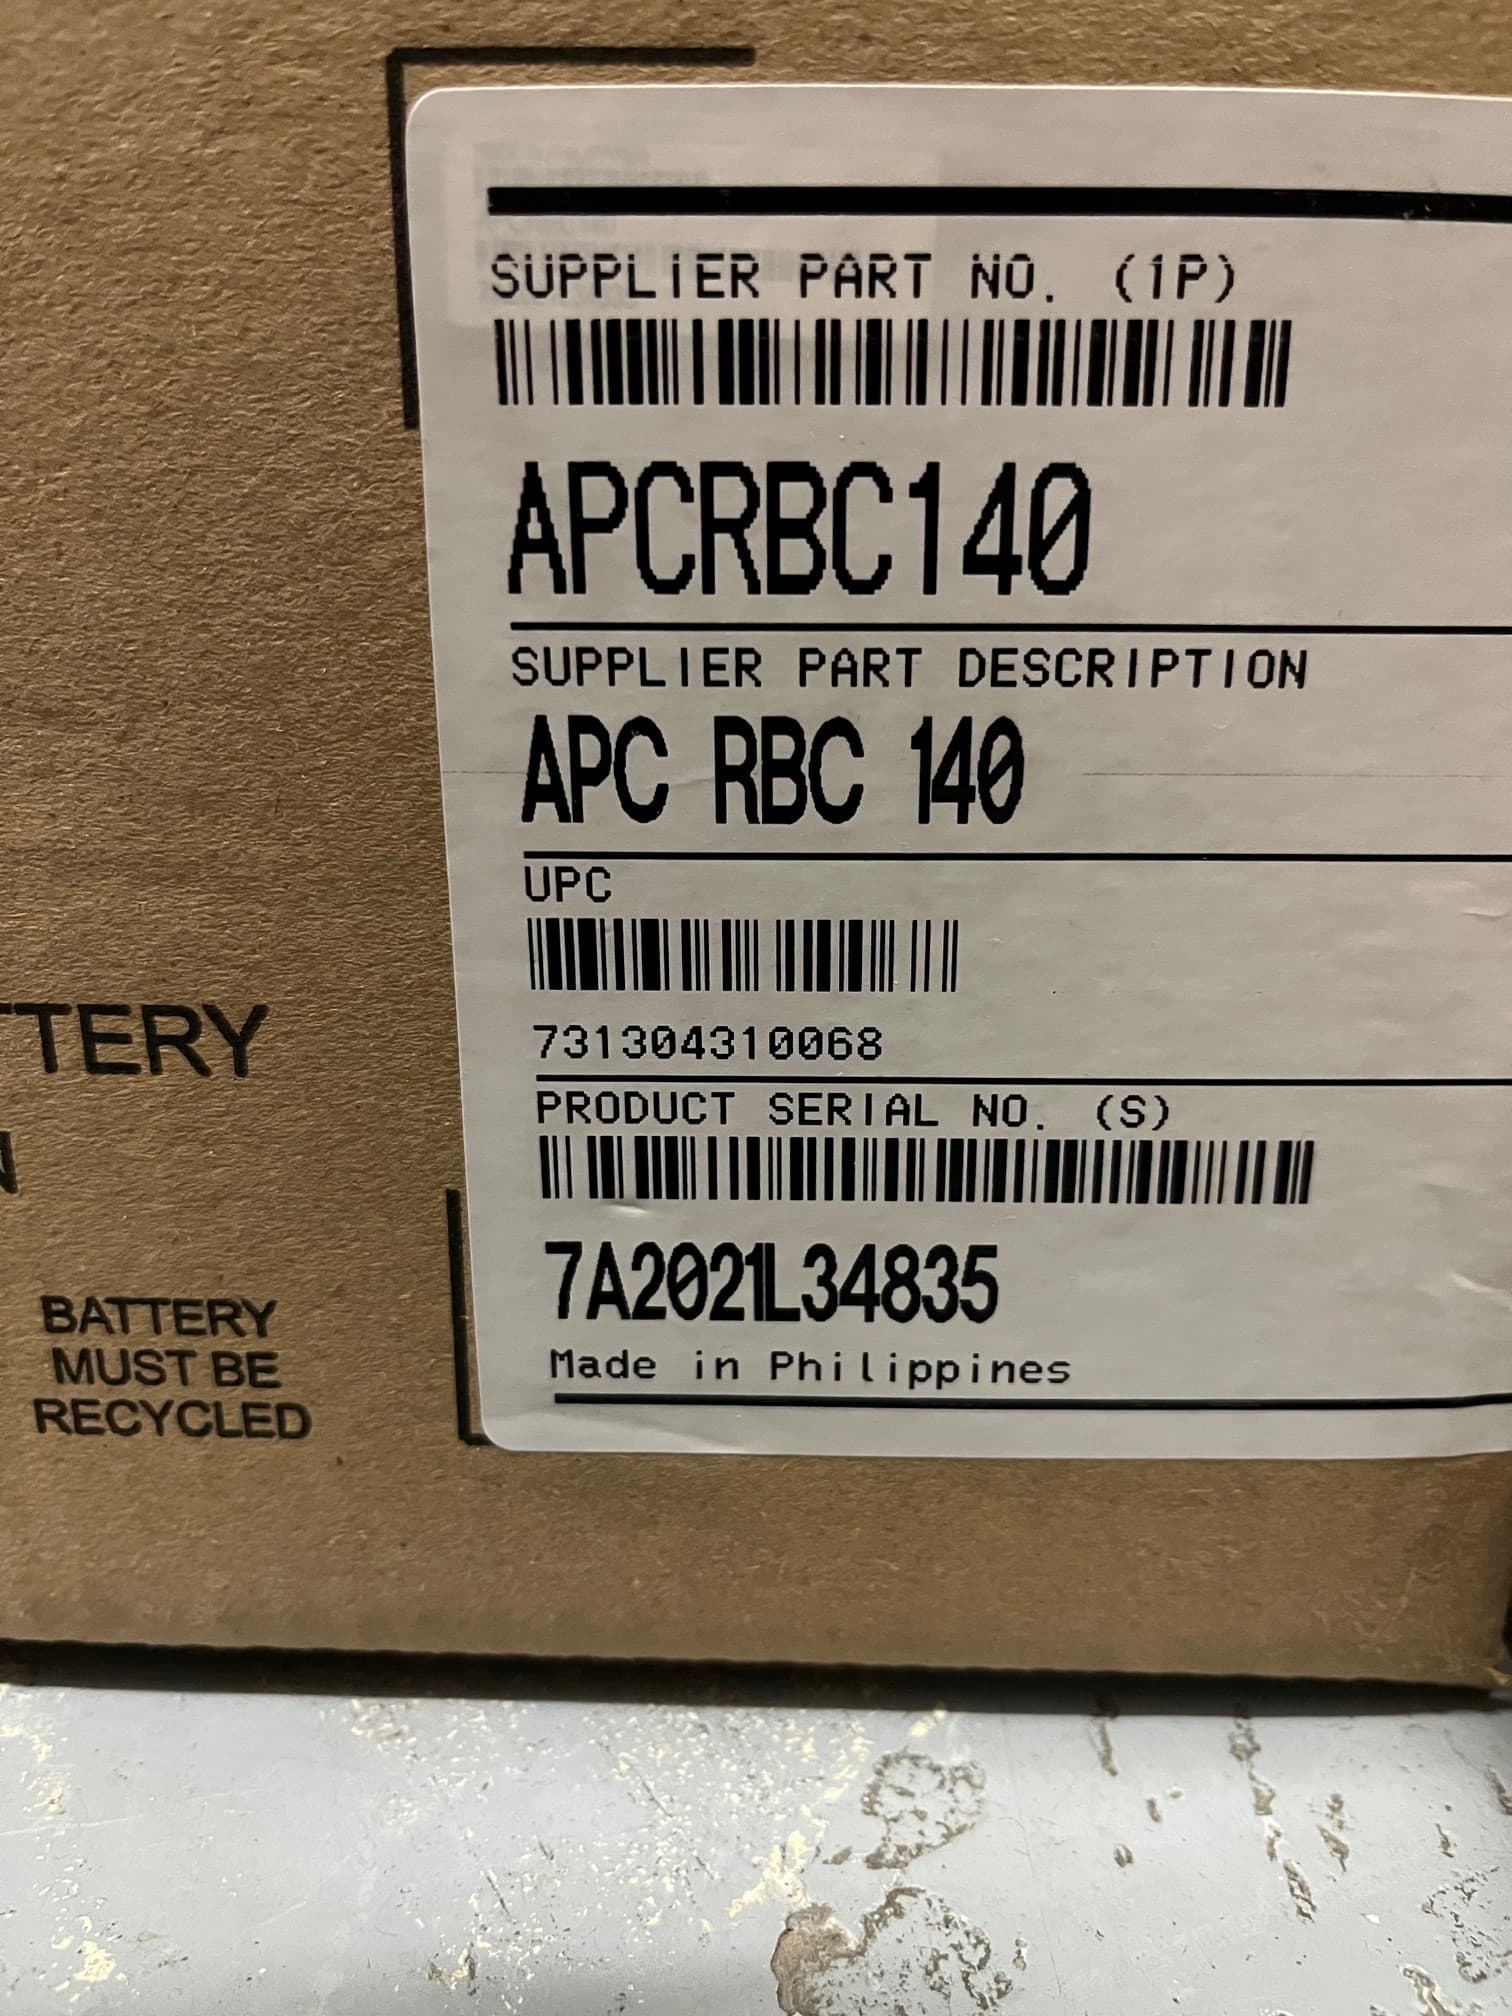 SUPPLIER PART NO. (1P)
APCRBC140
SUPPLIER PART DESCRIPTION
APC RBC 140
UPC
731304310068
PRODUCT SERIAL NO. (S)
7A2021L34835
Made in Philippines
TTERY
N
BATTERY
MUST BE
RECYCLED